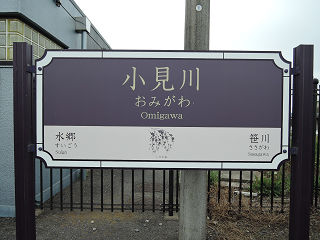 小見川
おみがわ
Omigawa
水郷
すいごう
Suigō
笹川
ささがわ
Sasagawa